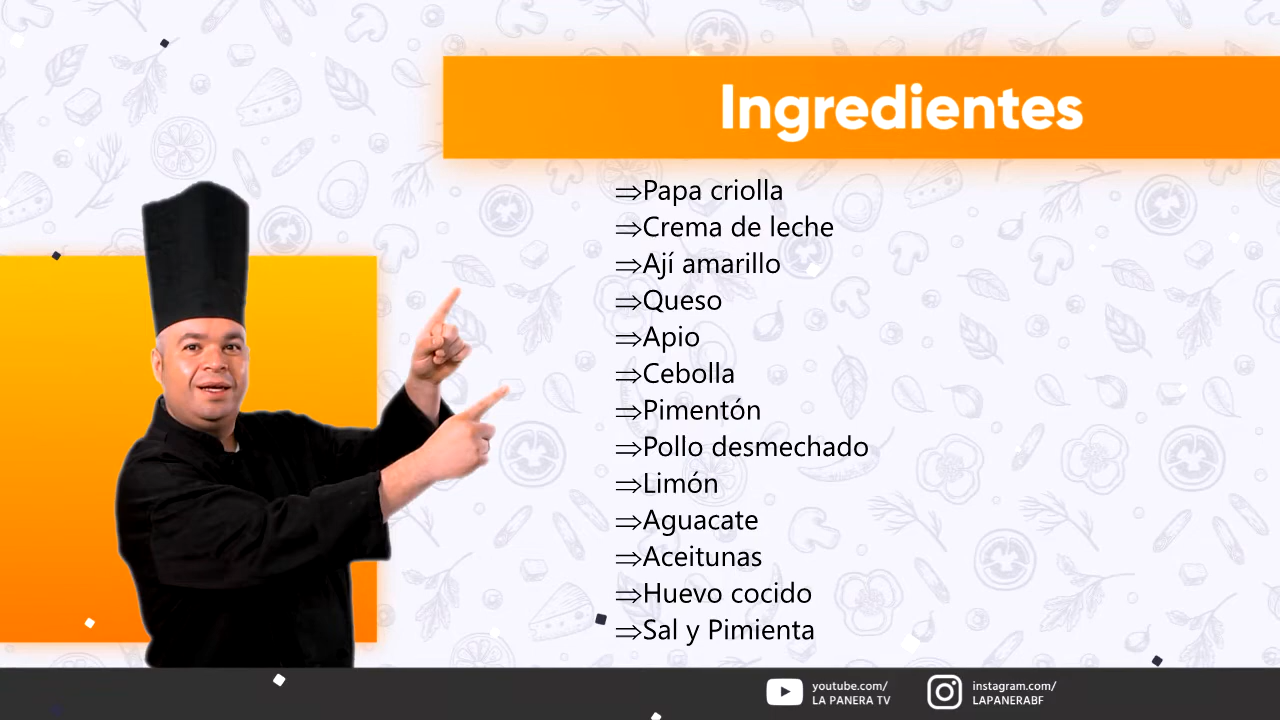 Ingredientes
⇒Papa criolla
⇒Crema de leche
⇒Ají amarillo
⇒Queso
⇒Apio
⇒Cebolla
⇒Pimentón
⇒Pollo desmechado
⇒Limón
⇒Aguacate
⇒Aceitunas
⇒Huevo cocido
⇒Sal y Pimienta
youtube.com/
LA PANERA TV
instagram.com/
LAPANERABF